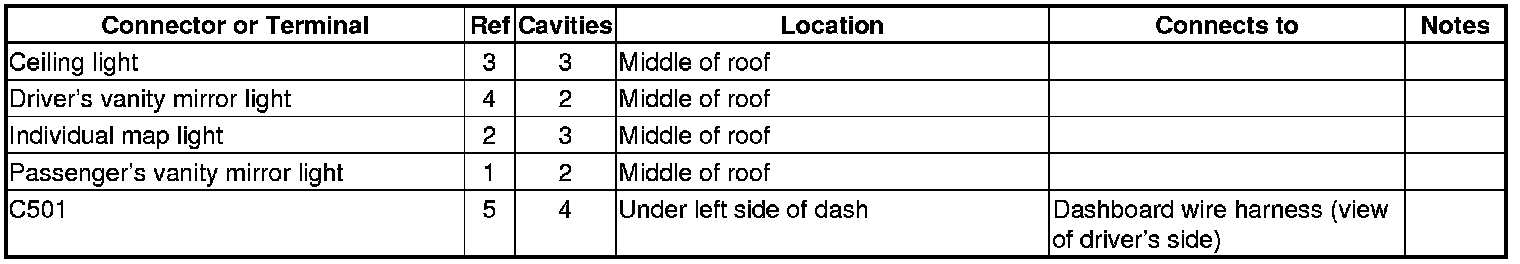 Connector or Terminal Ref Cavities Location Connects to Notes
Ceiling light 3 3 Middle of roof
Driver's vanity mirror light 4 2 Middle of roof
Individual map light 2 3 Middle of roof
Passenger's vanity mirror light 1 2 Middle of roof
C501 5 4 Under left side of dash Dashboard wire harness (view
of driver's side)